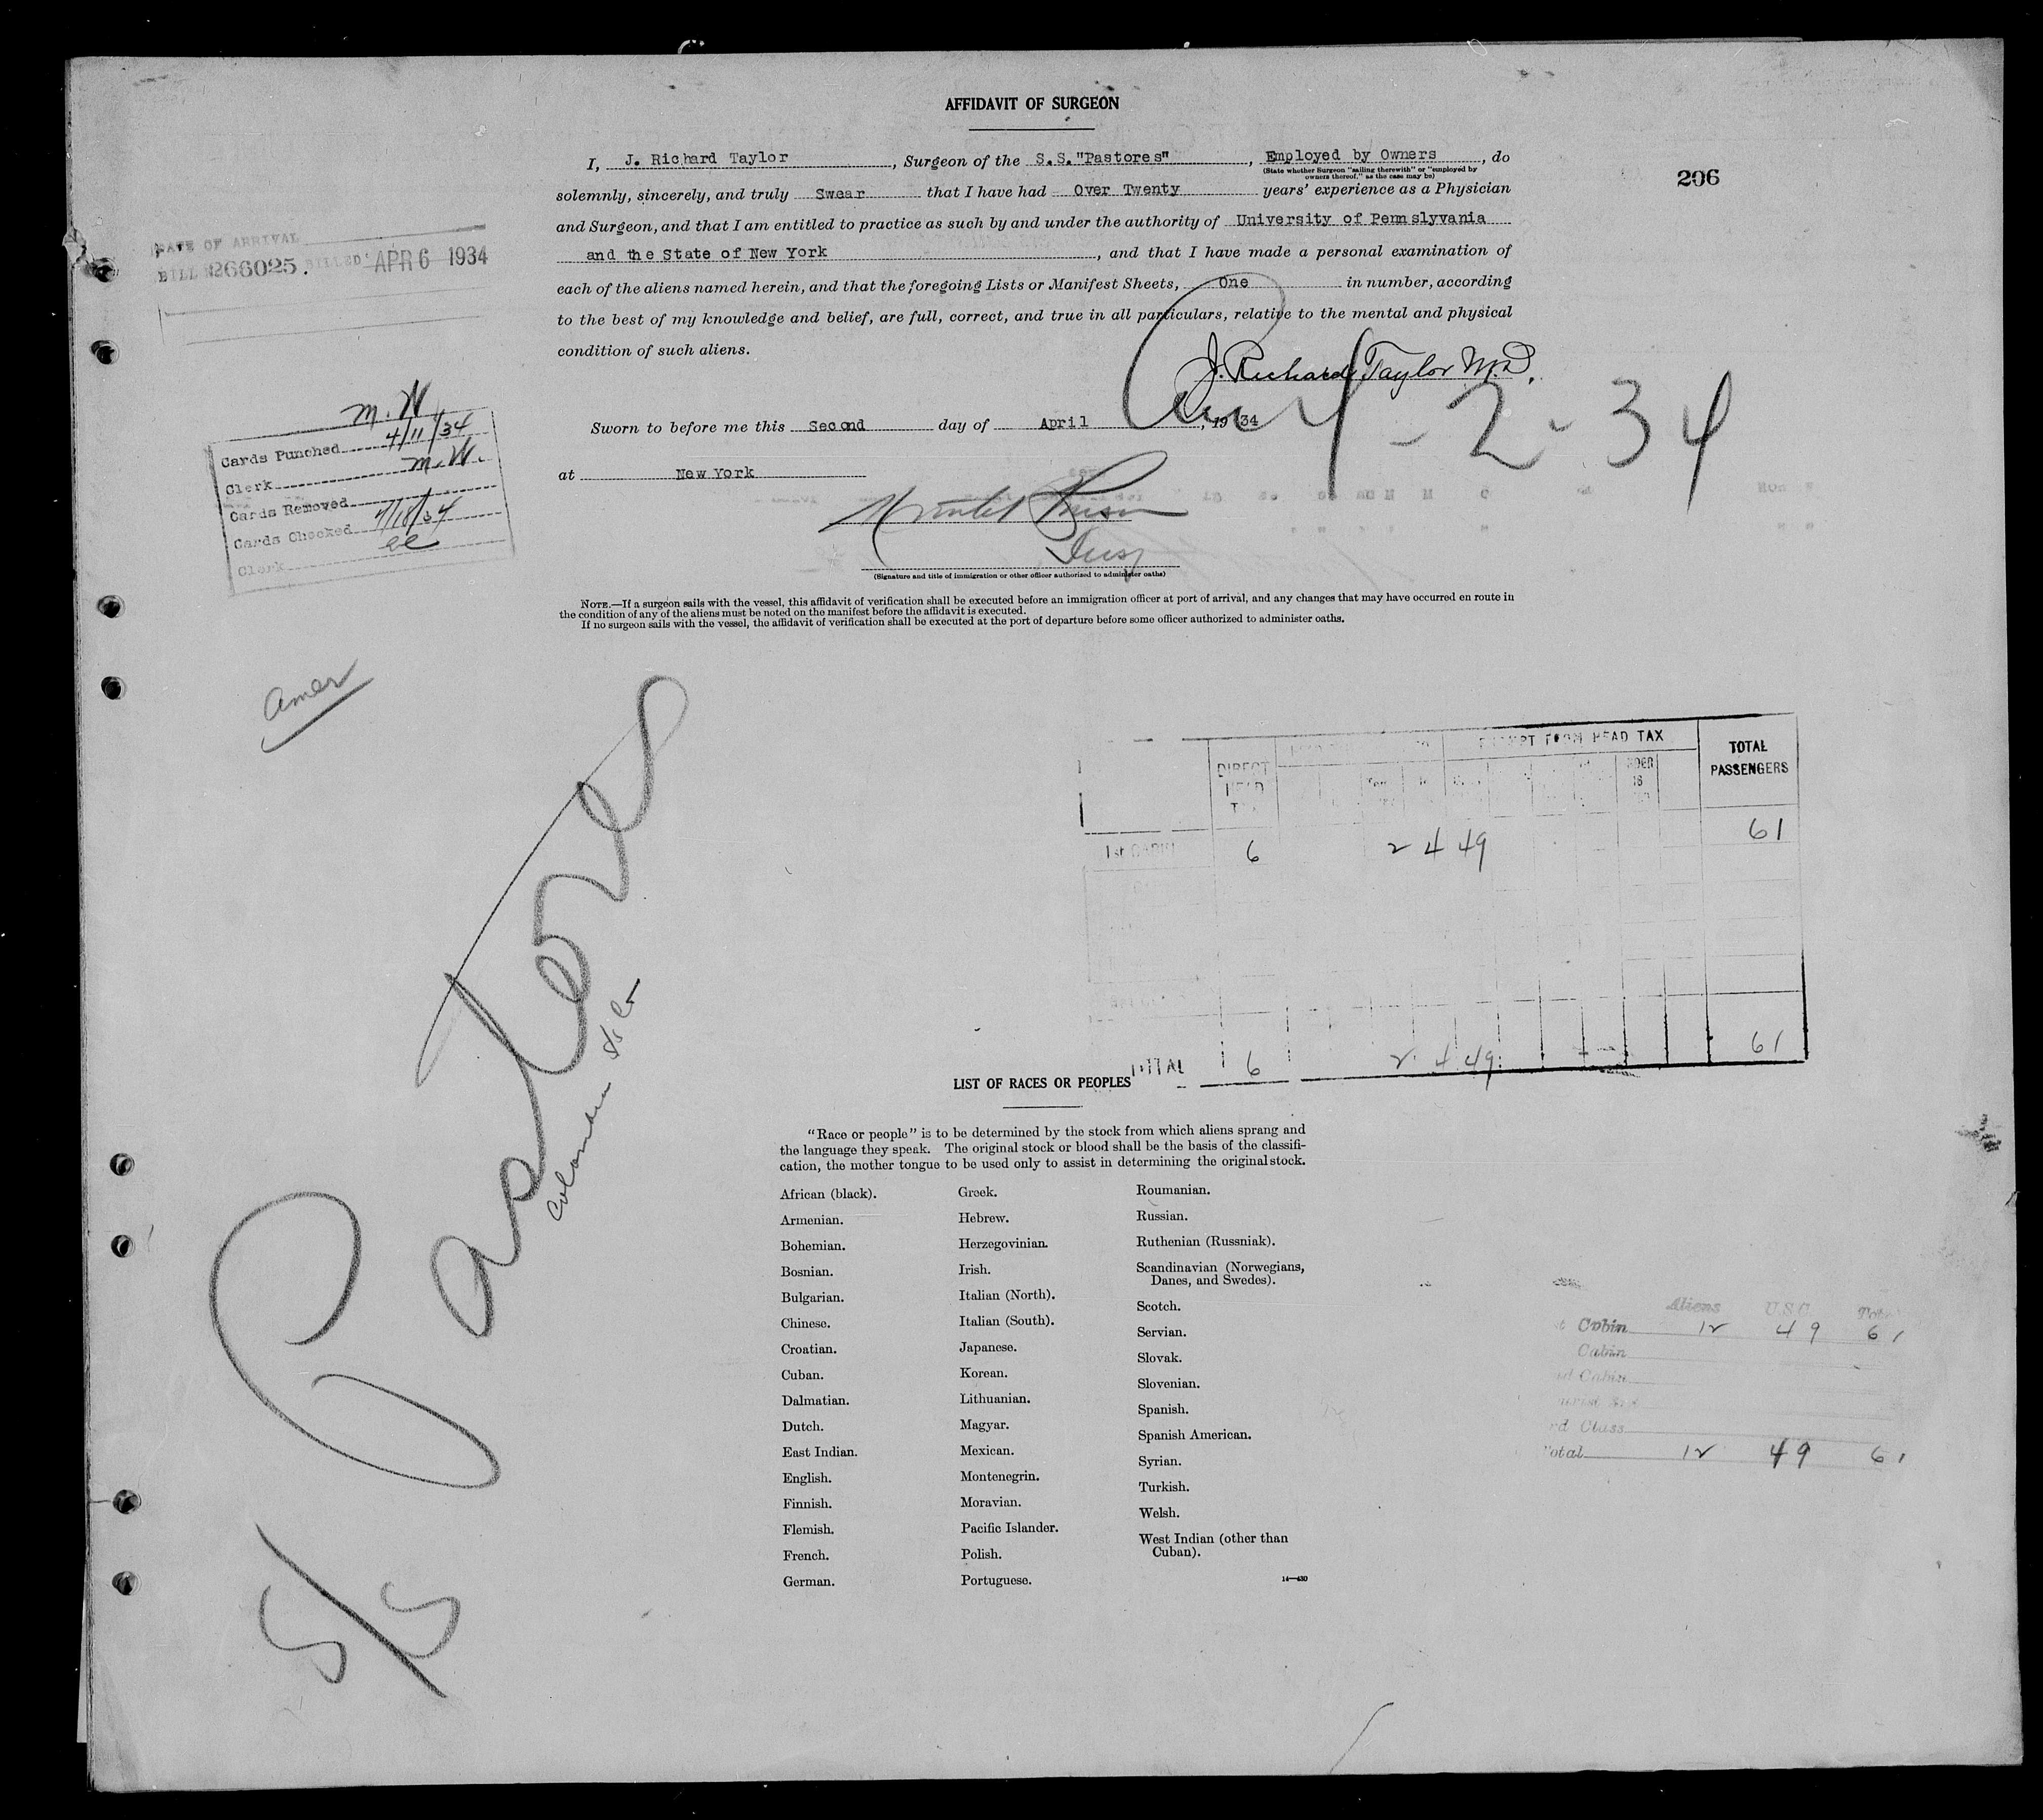 AFFIDAVIT OF SURGEON
206
I, J. Richard Taylor, Surgeon of the S.S."Pastores", Employed by Owners, do
(State whether Surgeon "sailing therewith" or "employed by
owners thereof," as the case may be)
solemnly, sincerely, and truly Swear that I have had Over Twenty years' experience as a Physician
and Surgeon, and that I am entitled to practice as such by and under the authority of University of Pennslyvania
and the State of New York, and that I have made a personal examination of
each of the aliens named herein, and that the foregoing Lists or Manifest Sheets, One in number, according
to the best of my knowledge and belief, are full, correct, and true in all particulars, relative to the mental and physical
condition of such aliens.
J. Richard Taylor M.D.
Sworn to before me this Second day of April, 1934
at New York
Insp
(Signature and title of immigration or other officer authorized to administer oaths)
NOTE.—If a surgeon sails with the vessel, this affidavit of verification shall be executed before an immigration officer at port of arrival, and any changes that may have occurred en route in
the condition of any of the aliens must be noted on the manifest before the affidavit is executed.
If no surgeon sails with the vessel, the affidavit of verification shall be executed at the port of departure before some officer authorized to administer oaths.
4-2-34
DATE OF ARRIVAL
BILL No 266025. BILLED APR 6 1934
M.W.
Cards Punched 4/11/34
Clerk M.W.
Cards Removed
Cards Checked 4/18/34
Clerk ee
Amer
S/S Pastores
DIRECT HEAD TAX
EXEMPT FROM HEAD TAX
TOTAL
PASSENGERS
1st CABIN 6 2 4 49 61
TOTAL 6 2 4 49 61
LIST OF RACES OR PEOPLES
"Race or people" is to be determined by the stock from which aliens sprang and
the language they speak. The original stock or blood shall be the basis of the classifi-
cation, the mother tongue to be used only to assist in determining the original stock.
African (black).
Armenian.
Bohemian.
Bosnian.
Bulgarian.
Chinese.
Croatian.
Cuban.
Dalmatian.
Dutch.
East Indian.
English.
Finnish.
Flemish.
French.
German.
Greek.
Hebrew.
Herzegovinian.
Irish.
Italian (North).
Italian (South).
Japanese.
Korean.
Lithuanian.
Magyar.
Mexican.
Montenegrin.
Moravian.
Pacific Islander.
Polish.
Portuguese.
Roumanian.
Russian.
Ruthenian (Russniak).
Scandinavian (Norwegians,
Danes, and Swedes).
Scotch.
Servian.
Slovak.
Slovenian.
Spanish.
Spanish American.
Syrian.
Turkish.
Welsh.
West Indian (other than
Cuban).
14—430
Aliens U.S.C. Total
Cabin 12 49 61
Cabin
Cabin
Class
Total 12 49 61